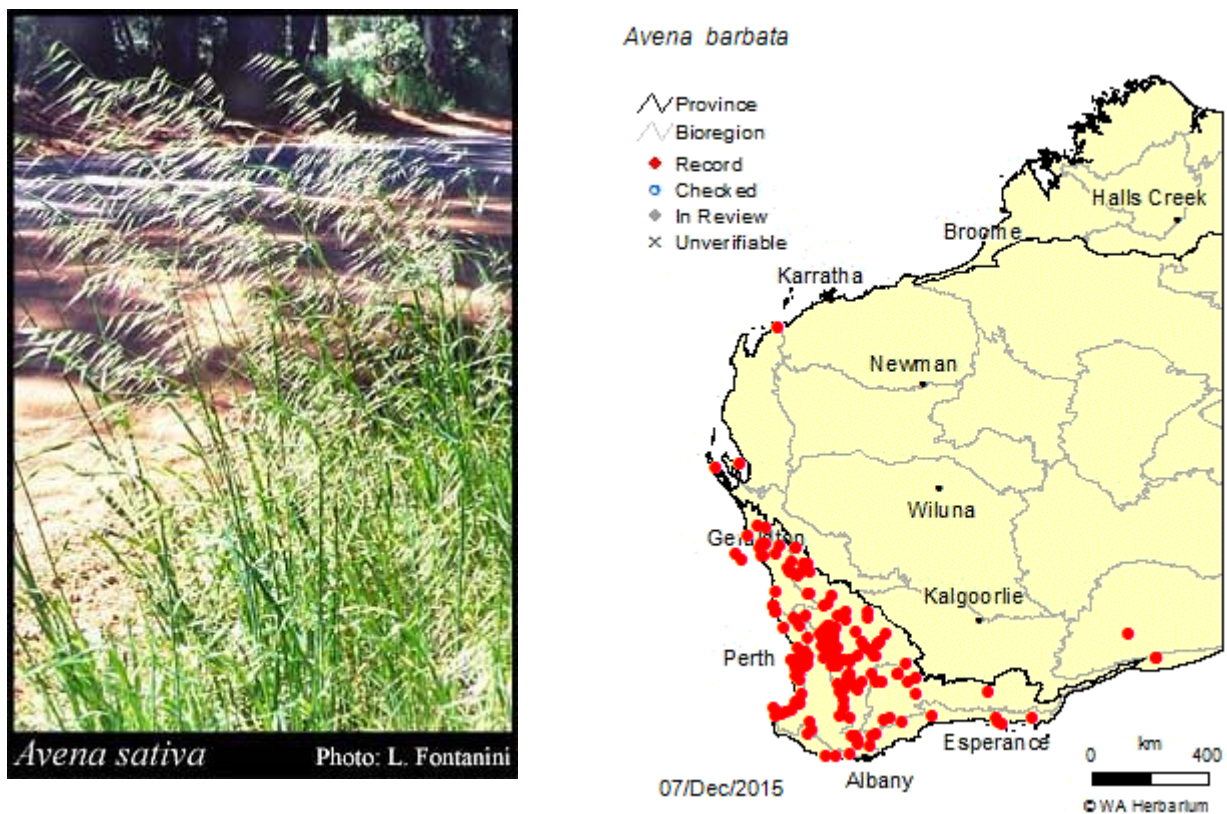 Avena sativa
Photo: L. Fontanini
Avena barbata
Province
Bioregion
Record
Checked
In Review
Unverifiable
Halls Creek
Broome
Karratha
Newman
Wiluna
Geraldton
Kalgoorlie
Perth
Esperance
Albany
0 km 400
07/Dec/2015
© WA Herbarium